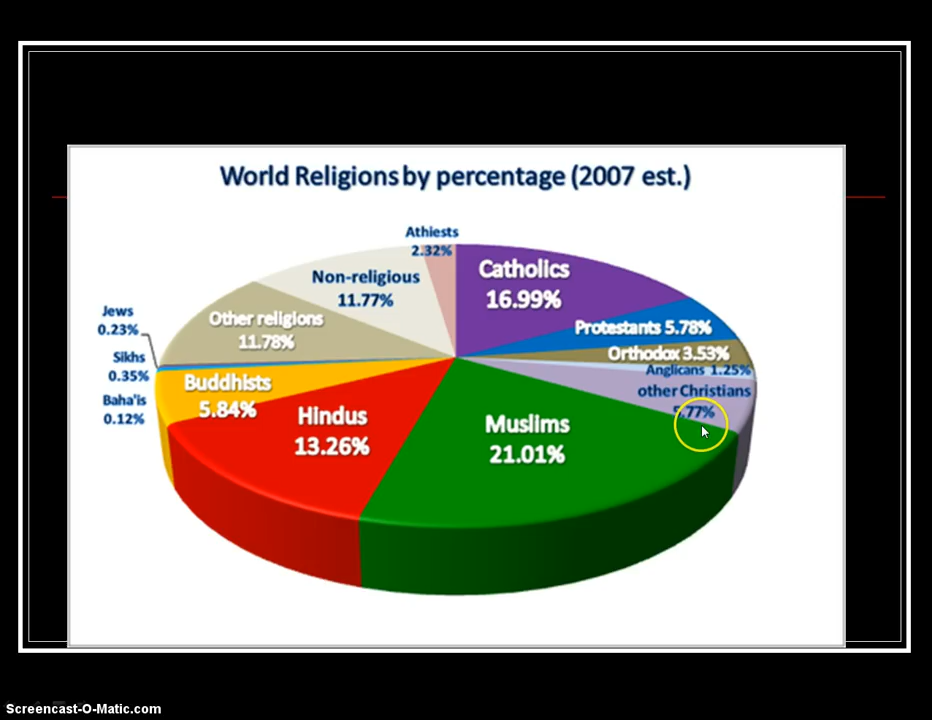 World Religions by percentage (2007 est.)
Athiests
2.32%
Catholics
16.99%
Non-religious
11.77%
Protestants 5.78%
Jews
0.23%
Other religions
11.78%
Orthodox 3.53%
Sikhs
0.35%
Anglicans 1.25%
Buddhists
5.84%
other Christians
5.77%
Baha'is
0.12%
Hindus
13.26%
Muslims
21.01%
Screencast-O-Matic.com